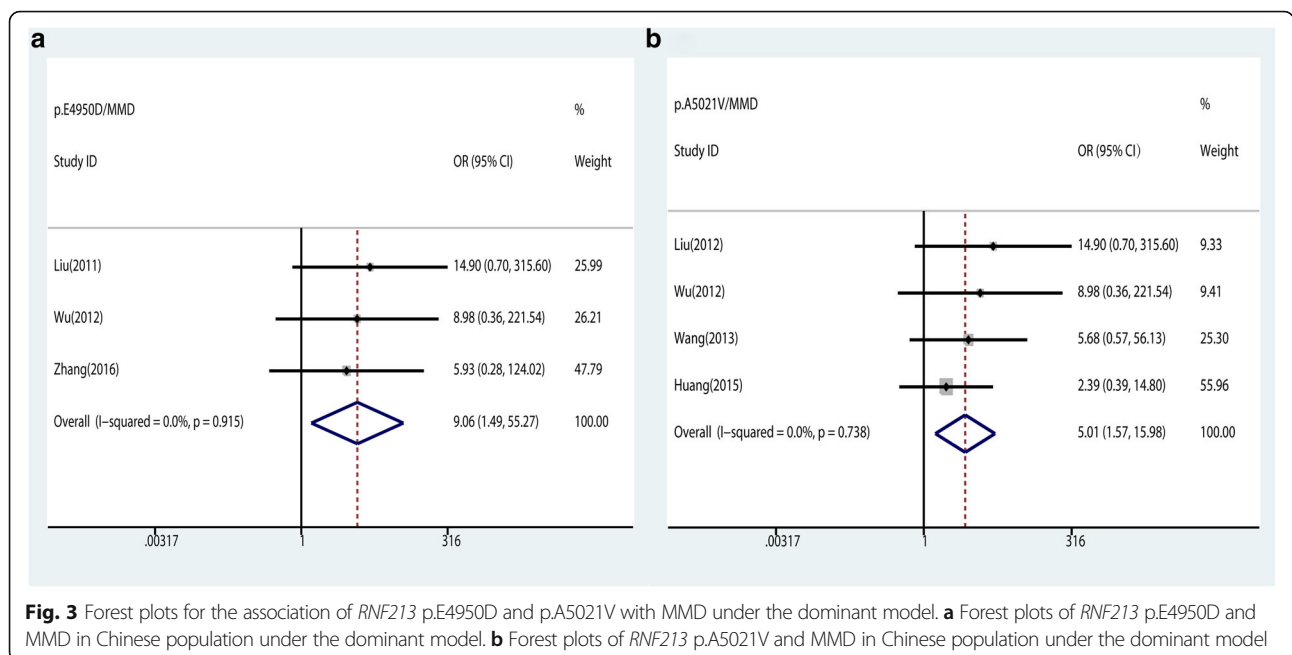 a
p.E4950D/MMD %
Study ID OR (95% CI) Weight
Liu(2011) 14.90 (0.70, 315.60) 25.99
Wu(2012) 8.98 (0.36, 221.54) 26.21
Zhang(2016) 5.93 (0.28, 124.02) 47.79
Overall (I−squared = 0.0%, p = 0.915) 9.06 (1.49, 55.27) 100.00
.00317 1 316
b
p.A5021V/MMD %
Study ID OR (95% CI) Weight
Liu(2012) 14.90 (0.70, 315.60) 9.33
Wu(2012) 8.98 (0.36, 221.54) 9.41
Wang(2013) 5.68 (0.57, 56.13) 25.30
Huang(2015) 2.39 (0.39, 14.80) 55.96
Overall (I−squared = 0.0%, p = 0.738) 5.01 (1.57, 15.98) 100.00
.00317 1 316
Fig. 3 Forest plots for the association of RNF213 p.E4950D and p.A5021V with MMD under the dominant model. a Forest plots of RNF213 p.E4950D and
MMD in Chinese population under the dominant model. b Forest plots of RNF213 p.A5021V and MMD in Chinese population under the dominant model